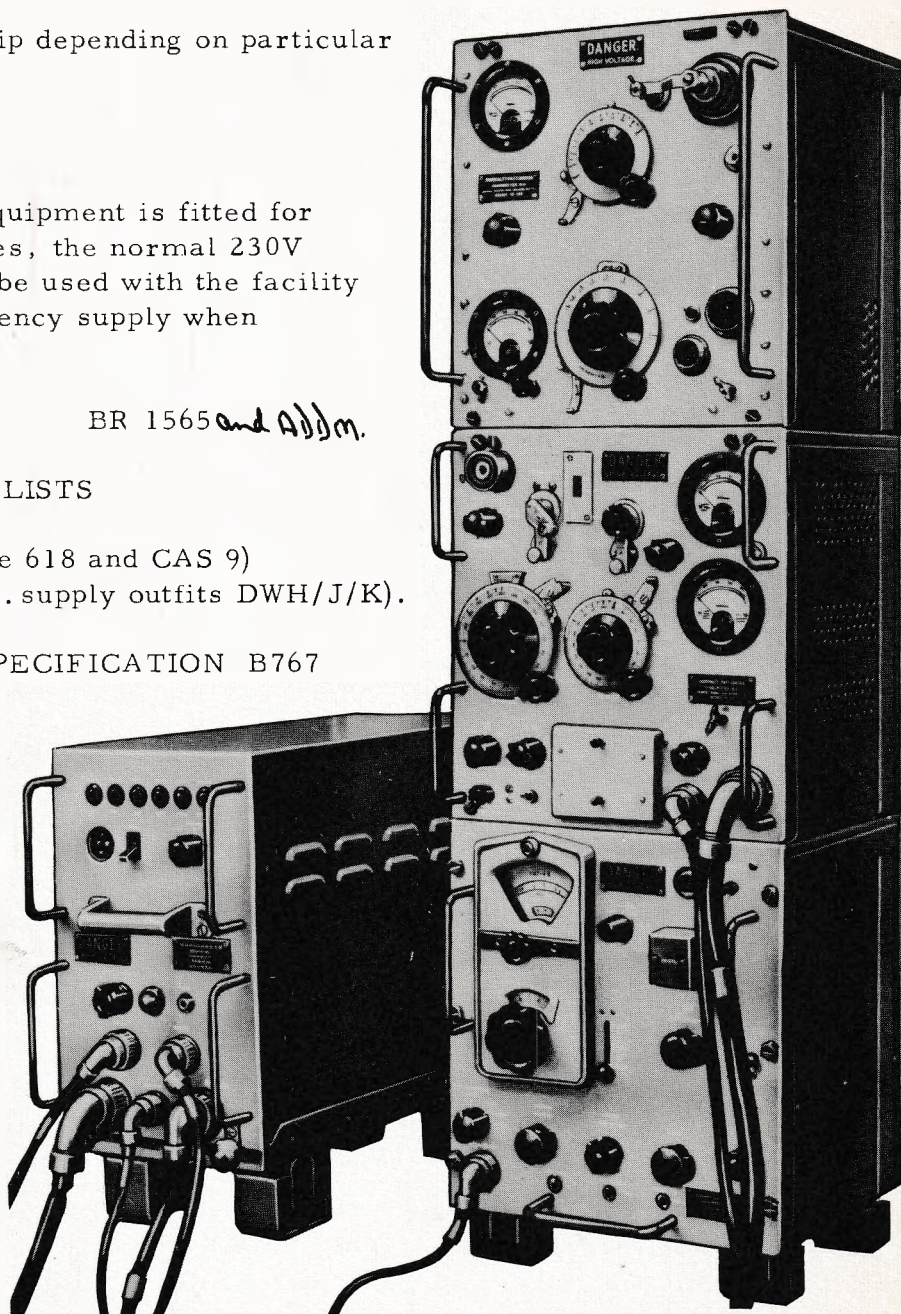 ip depending on particular
quipment is fitted for
es, the normal 230V
be used with the facility
ency supply when
BR 1565 and Addm.
LISTS
e 618 and CAS 9)
. supply outfits DWH/J/K).
PECIFICATION B767
DANGER
HIGH VOLTAGE
DANGER